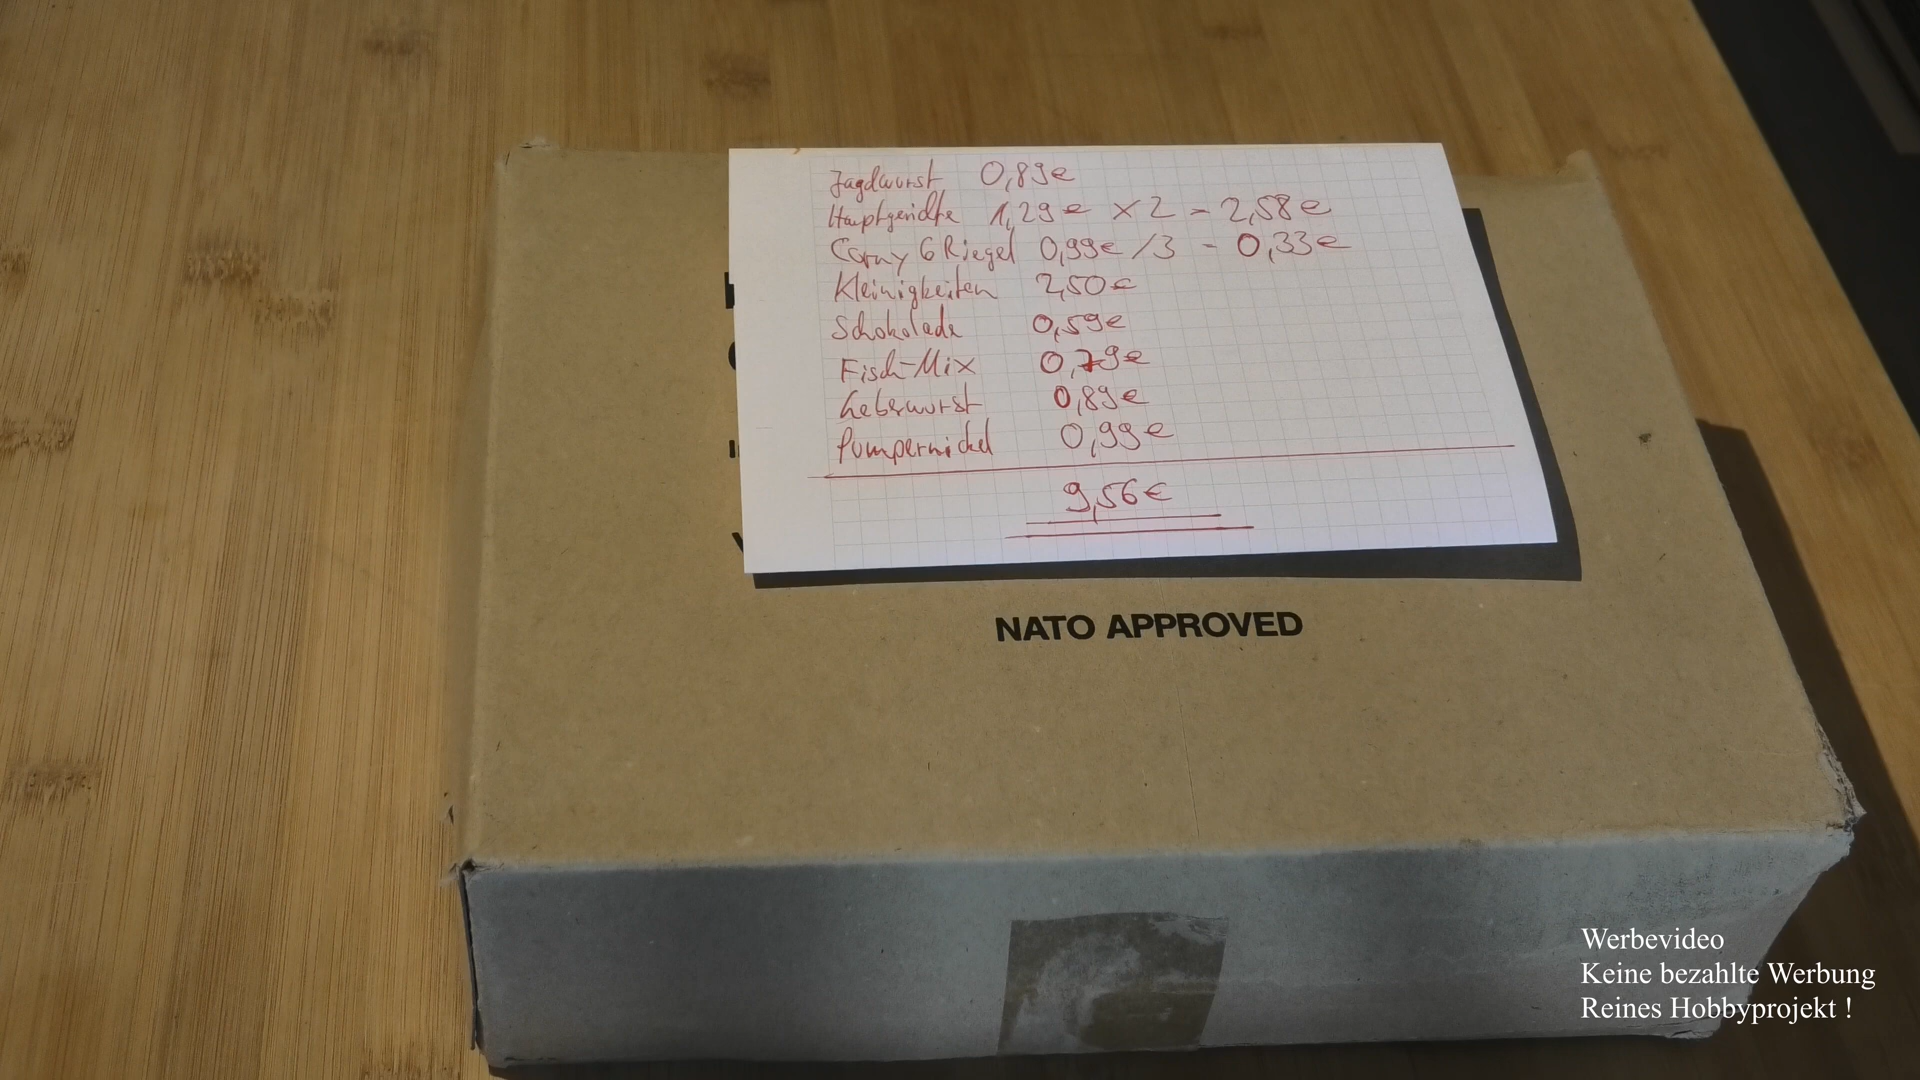 Jagdwurst 0,89€
Hauptgerichte 1,29€ x 2 = 2,58€
Corny 6 Riegel 0,99€ /3 - 0,33€
Kleinigkeiten 2,50€
Schokolade 0,59€
Fisch-Mix 0,79€
Leberwurst 0,89€
Pumpernickel 0,99€
9,56€
NATO APPROVED
Werbevideo
Keine bezahlte Werbung
Reines Hobbyprojekt !